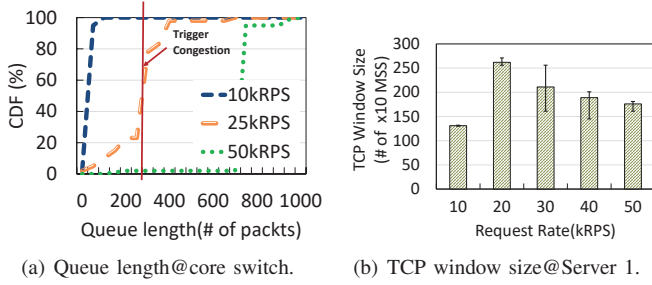 100
80
60
40
20
0
CDF (%)
Trigger
Congestion
10kRPS
25kRPS
50kRPS
0 200 400 600 800 1000
Queue length(# of packts)
(a) Queue length@core switch.
300
250
200
150
100
50
0
TCP Window Size
(# of x10 MSS)
10 20 30 40 50
Request Rate(kRPS)
(b) TCP window size@Server 1.